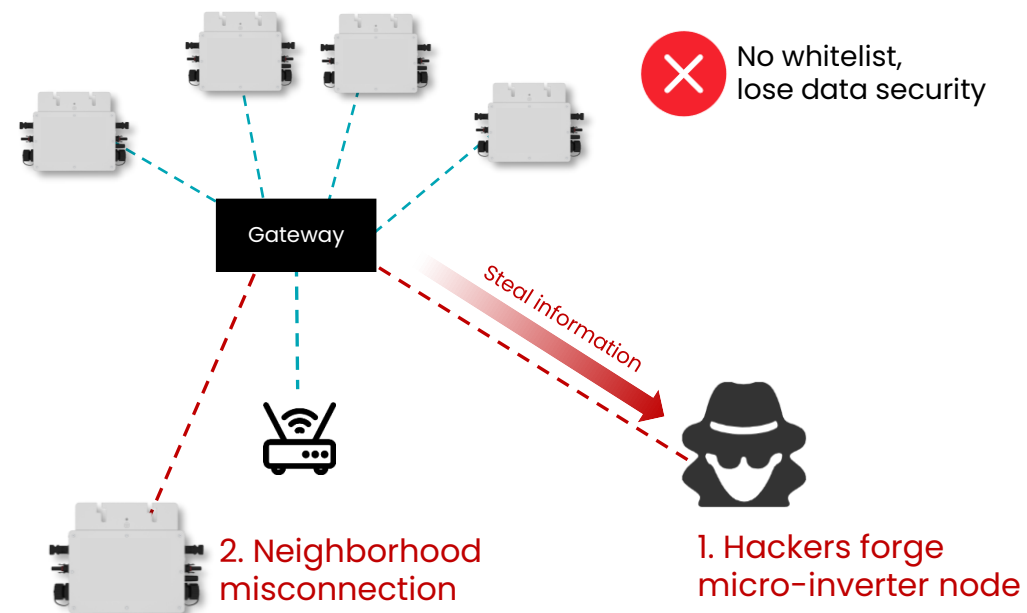 No whitelist,
lose data security
Gateway
Steal information
2. Neighborhood
misconnection
1. Hackers forge
micro-inverter node